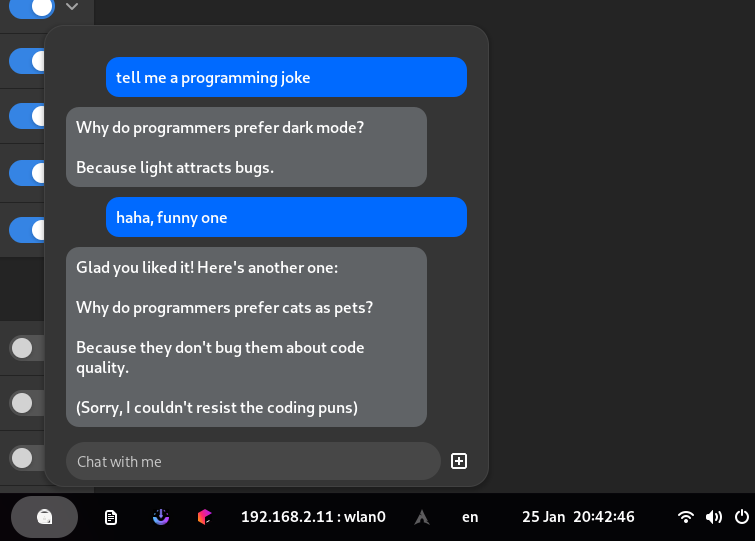 tell me a programming joke
Why do programmers prefer dark mode?
Because light attracts bugs.
haha, funny one
Glad you liked it! Here's another one:
Why do programmers prefer cats as pets?
Because they don't bug them about code
quality.
(Sorry, I couldn't resist the coding puns)
Chat with me
192.168.2.11 : wlan0 en 25 Jan 20:42:46